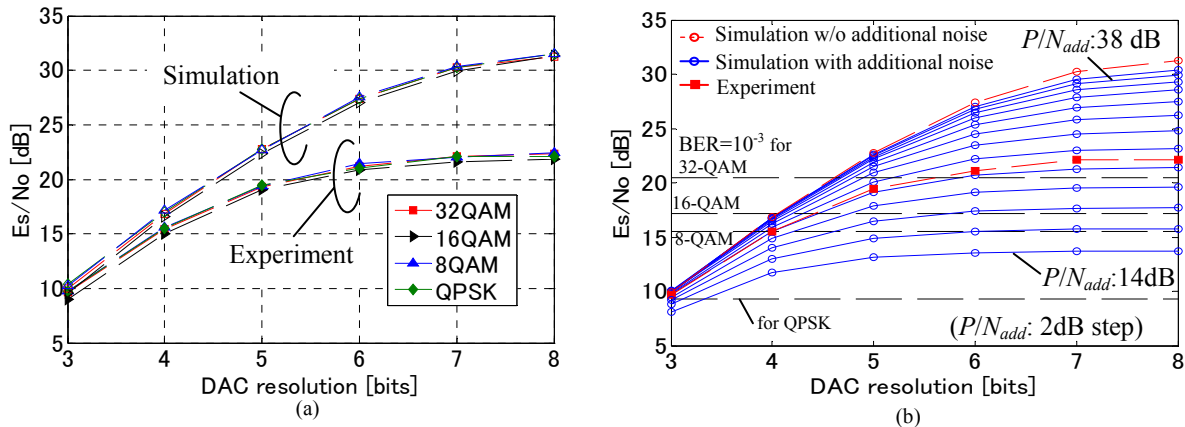 35
30
25
20
15
10
5
3
4
5
6
7
8
Es/No [dB]
Simulation
Experiment
32QAM
16QAM
8QAM
QPSK
DAC resolution [bits]
(a)
35
30
25
20
15
10
5
3
4
5
6
7
8
Es/No [dB]
Simulation w/o additional noise
Simulation with additional noise
Experiment
P/Nadd:38 dB
BER=10-3 for
32-QAM
16-QAM
8-QAM
for QPSK
P/Nadd:14dB
(P/Nadd: 2dB step)
DAC resolution [bits]
(b)